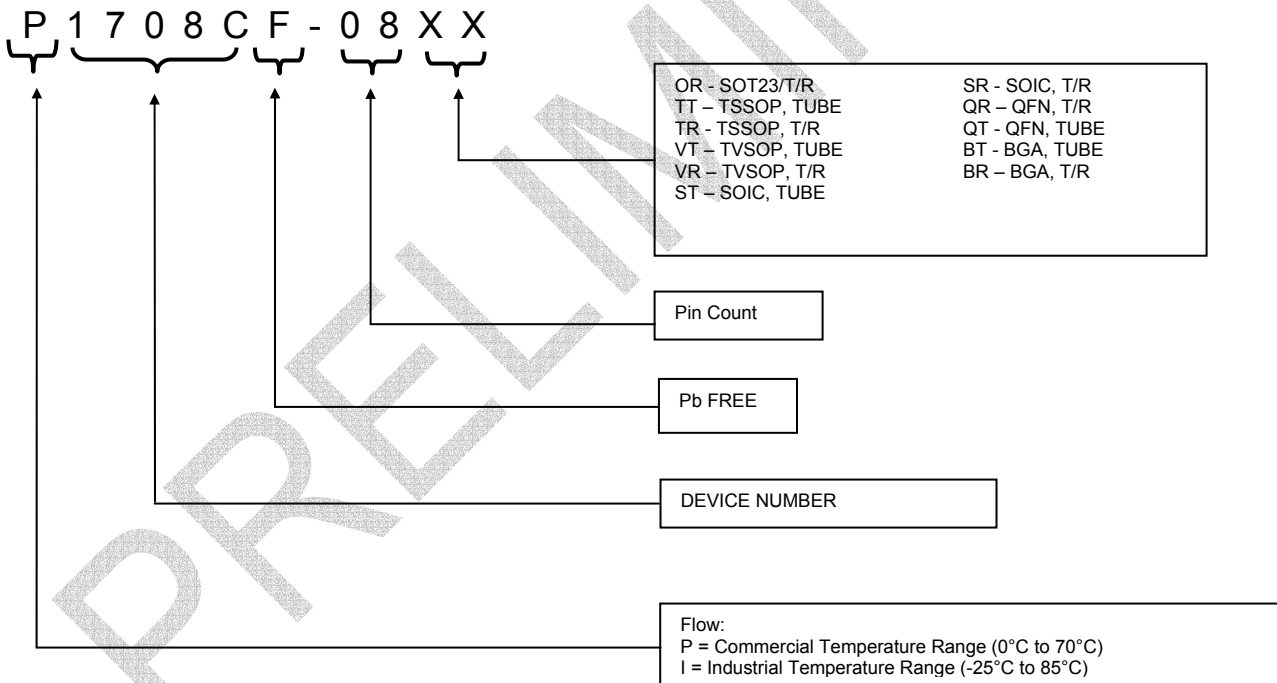 P 1 7 0 8 C F - 0 8 X X
OR - SOT23/T/R
TT – TSSOP, TUBE
TR - TSSOP, T/R
VT – TVSOP, TUBE
VR – TVSOP, T/R
ST – SOIC, TUBE
SR - SOIC, T/R
QR – QFN, T/R
QT - QFN, TUBE
BT - BGA, TUBE
BR – BGA, T/R
Pin Count
Pb FREE
DEVICE NUMBER
Flow:
P = Commercial Temperature Range (0°C to 70°C)
I = Industrial Temperature Range (-25°C to 85°C)
PRELIMI